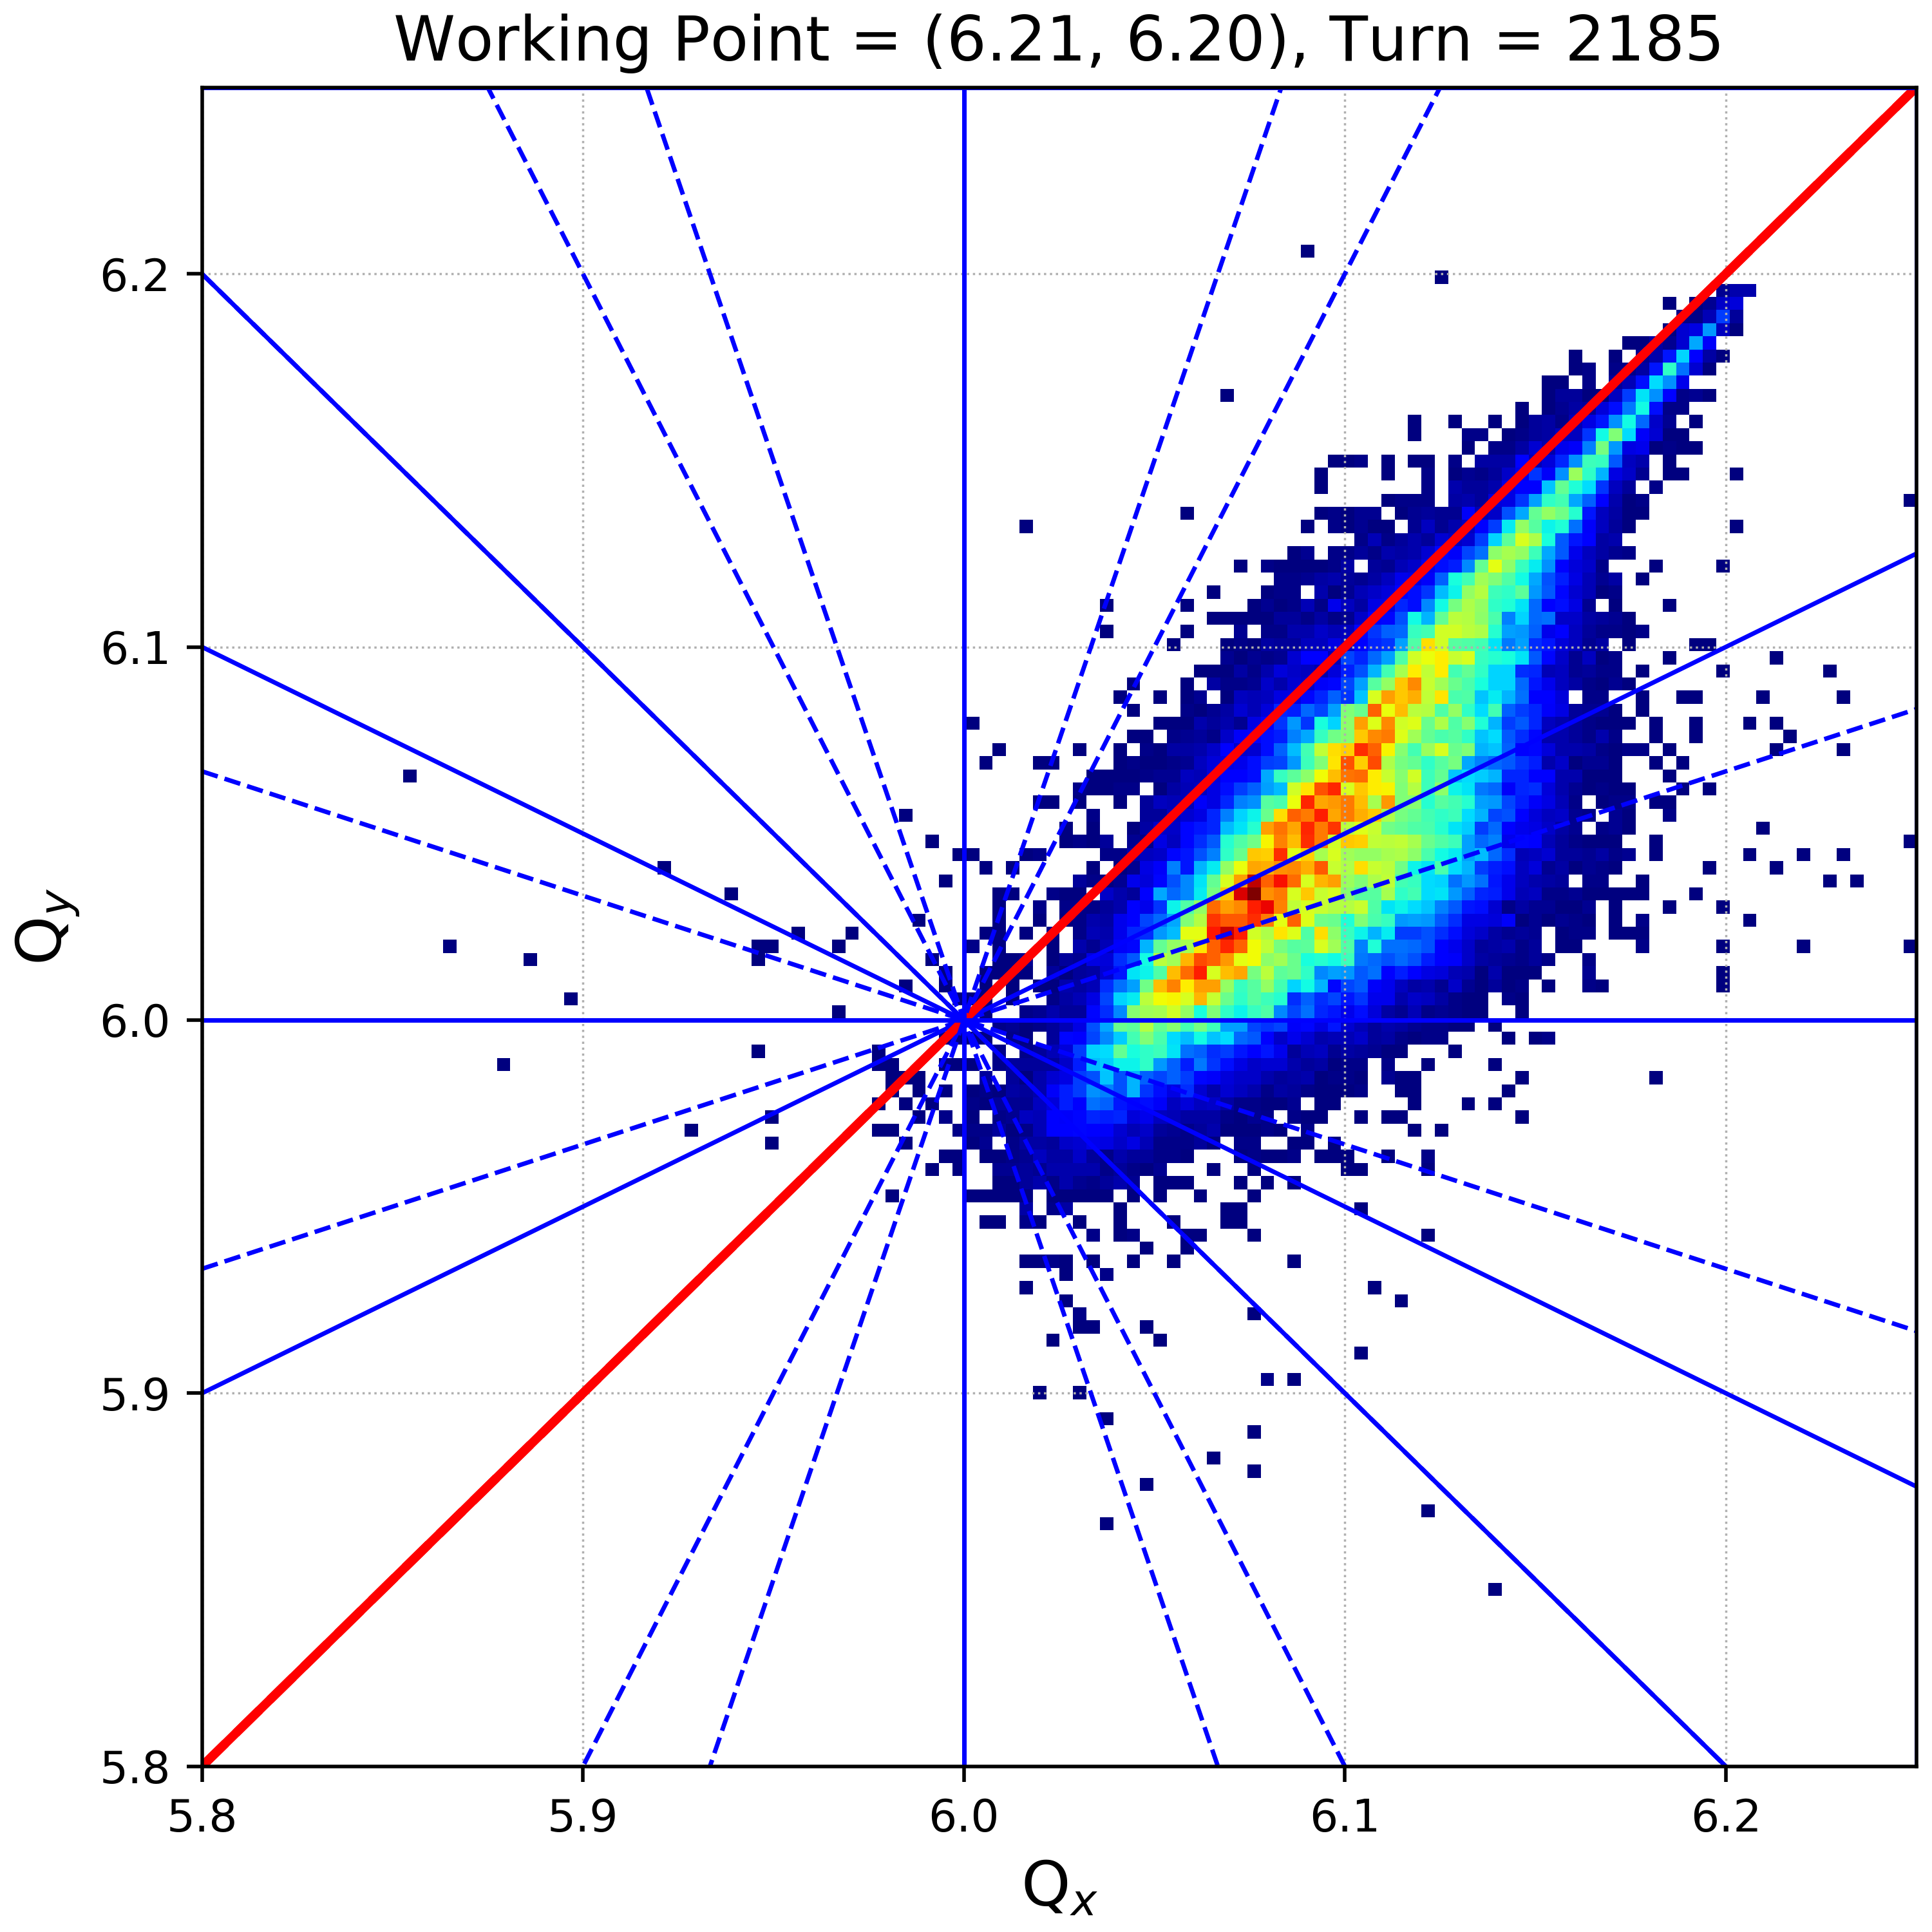 Working Point = (6.21, 6.20), Turn = 2185
6.2
6.1
6.0
5.9
5.8
Qy
5.8 5.9 6.0 6.1 6.2
Qx